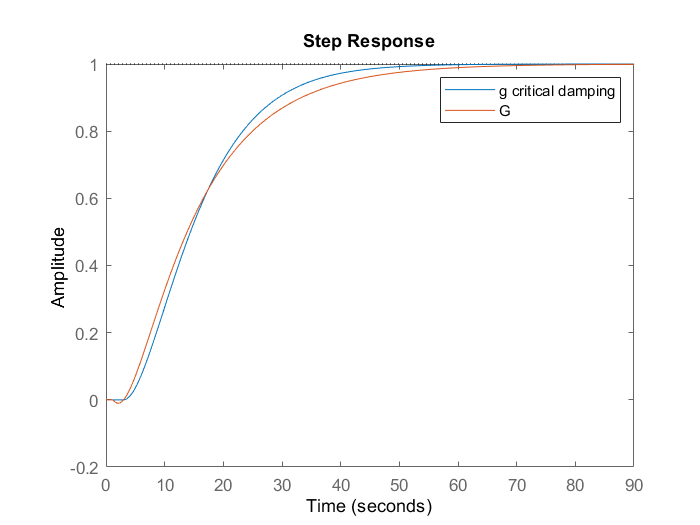 Step Response
1
g critical damping
G
0.8
0.6
0.4
0.2
0
-0.2
Amplitude
0 10 20 30 40 50 60 70 80 90
Time (seconds)